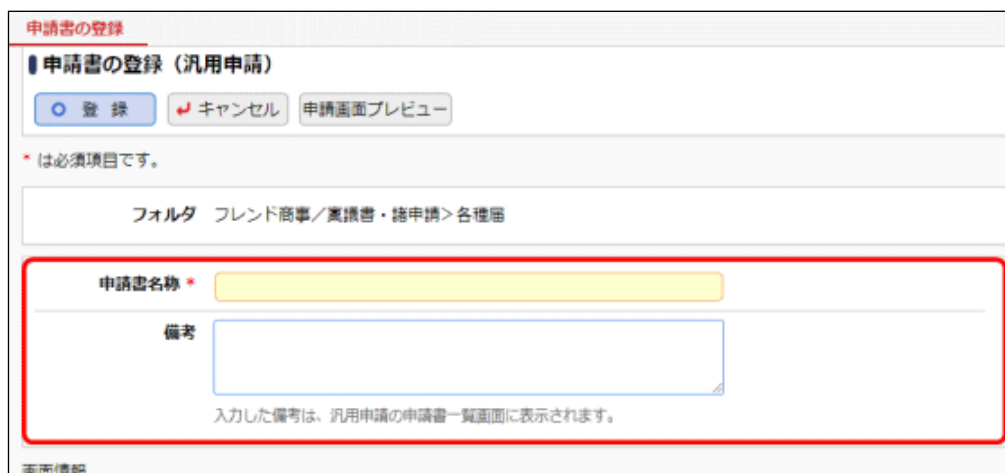 申請書の登録
申請書の登録（汎用申請）
登 録 キャンセル 申請画面プレビュー
* は必須項目です。
フォルダ フレンド商事／稟議書・諸申請＞各種届
申請書名称 *
備考
入力した備考は、汎用申請の申請書一覧画面に表示されます。
画面情報